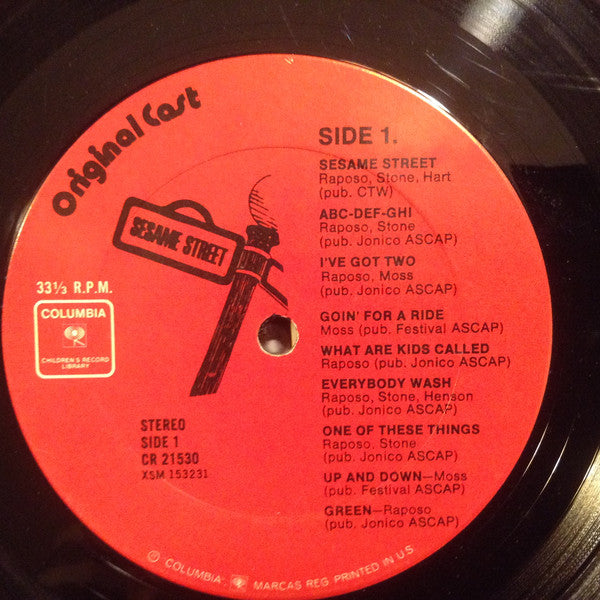 Original Cast
SESAME STREET
33⅓ R.P.M.
COLUMBIA
CHILDREN'S RECORD
LIBRARY
STEREO
SIDE 1
CR 21530
XSM 153231
SIDE 1.
SESAME STREET
Raposo, Stone, Hart
(pub. CTW)
ABC-DEF-GHI
Raposo, Stone
(pub. Jonico ASCAP)
I'VE GOT TWO
Raposo, Moss
(pub. Jonico ASCAP)
GOIN' FOR A RIDE
Moss (pub. Festival ASCAP)
WHAT ARE KIDS CALLED
Raposo (pub. Jonico ASCAP)
EVERYBODY WASH
Raposo, Stone, Henson
(pub. Jonico ASCAP)
ONE OF THESE THINGS
Raposo, Stone
(pub. Jonico ASCAP)
UP AND DOWN—Moss
(pub. Festival ASCAP)
GREEN—Raposo
(pub. Jonico ASCAP)
℗ COLUMBIA MARCAS REG. PRINTED IN U.S.